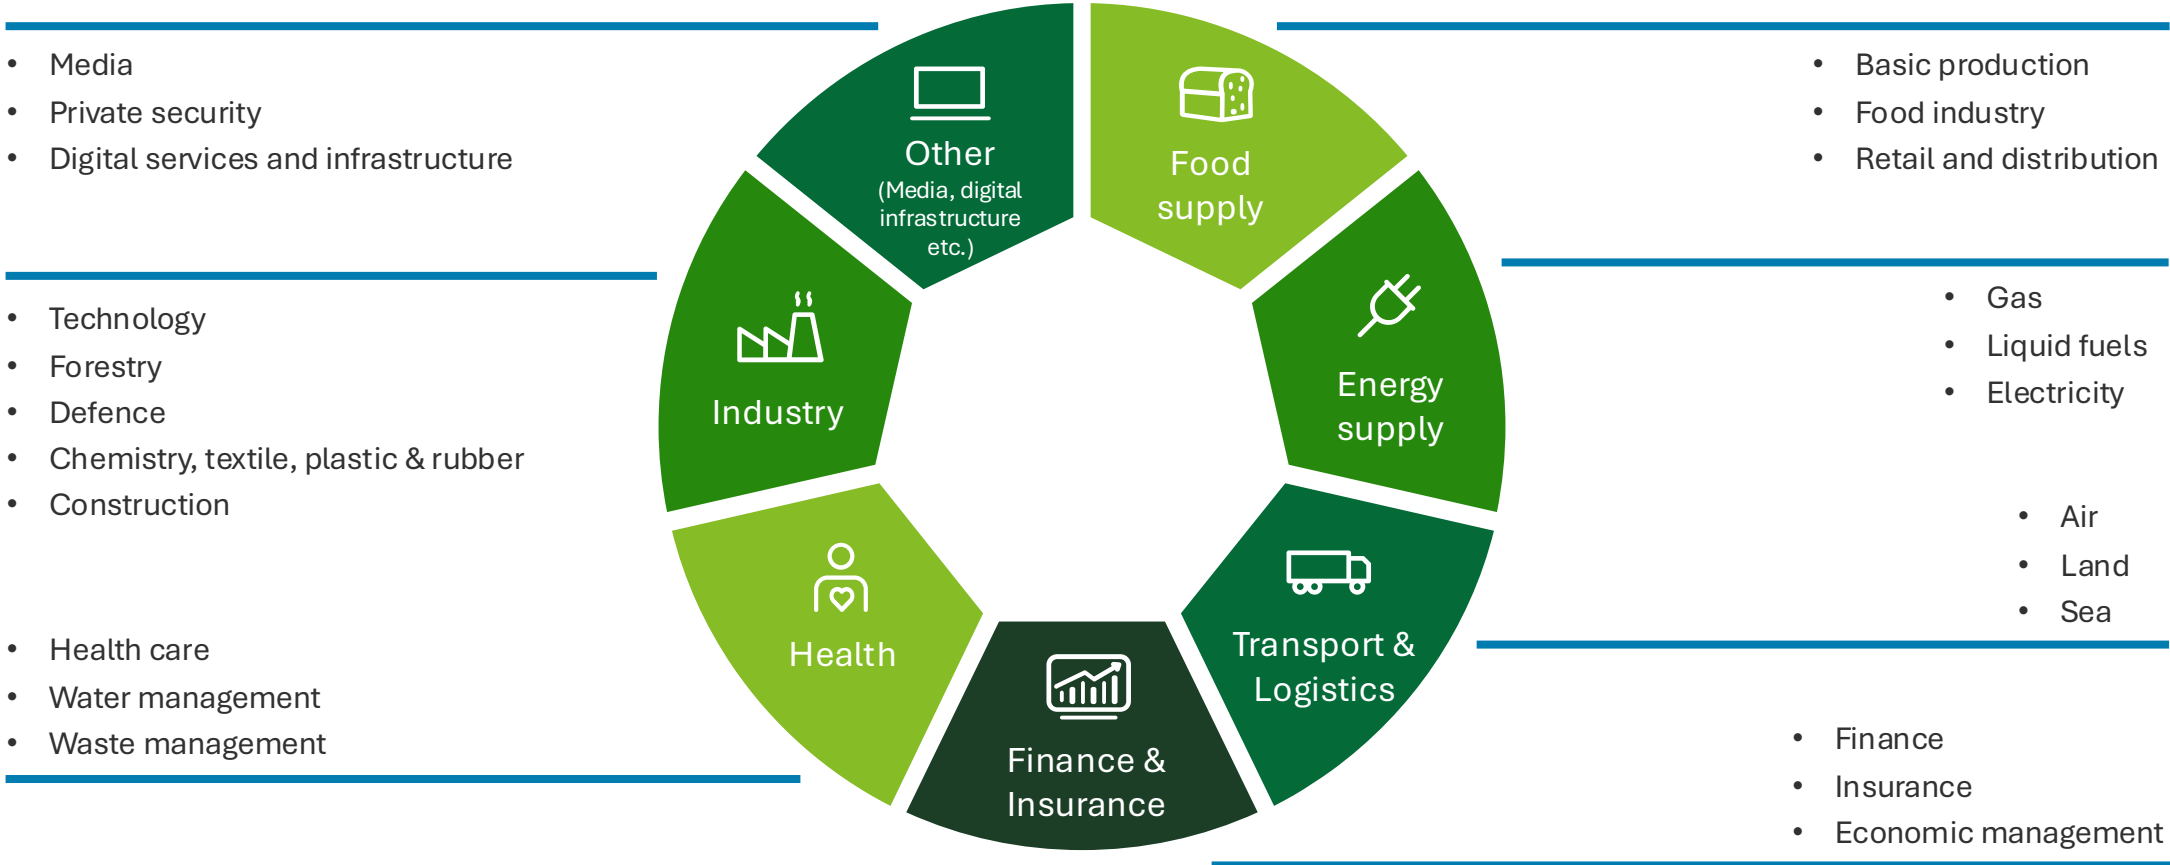 • Media
• Private security
• Digital services and infrastructure
• Technology
• Forestry
• Defence
• Chemistry, textile, plastic & rubber
• Construction
• Health care
• Water management
• Waste management
Other
(Media, digital
infrastructure
etc.)
Food
supply
Industry
Energy
supply
Health
Transport &
Logistics
Finance &
Insurance
• Basic production
• Food industry
• Retail and distribution
• Gas
• Liquid fuels
• Electricity
• Air
• Land
• Sea
• Finance
• Insurance
• Economic management